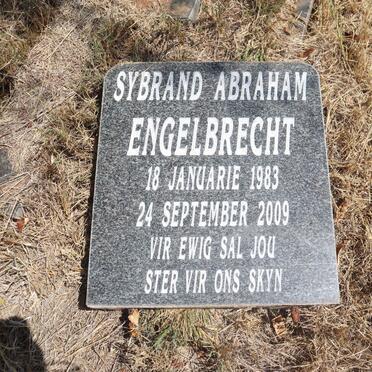 SYBRAND ABRAHAM
ENGELBRECHT
18 JANUARIE 1983
24 SEPTEMBER 2009
VIR EWIG SAL JOU
STER VIR ONS SKYN